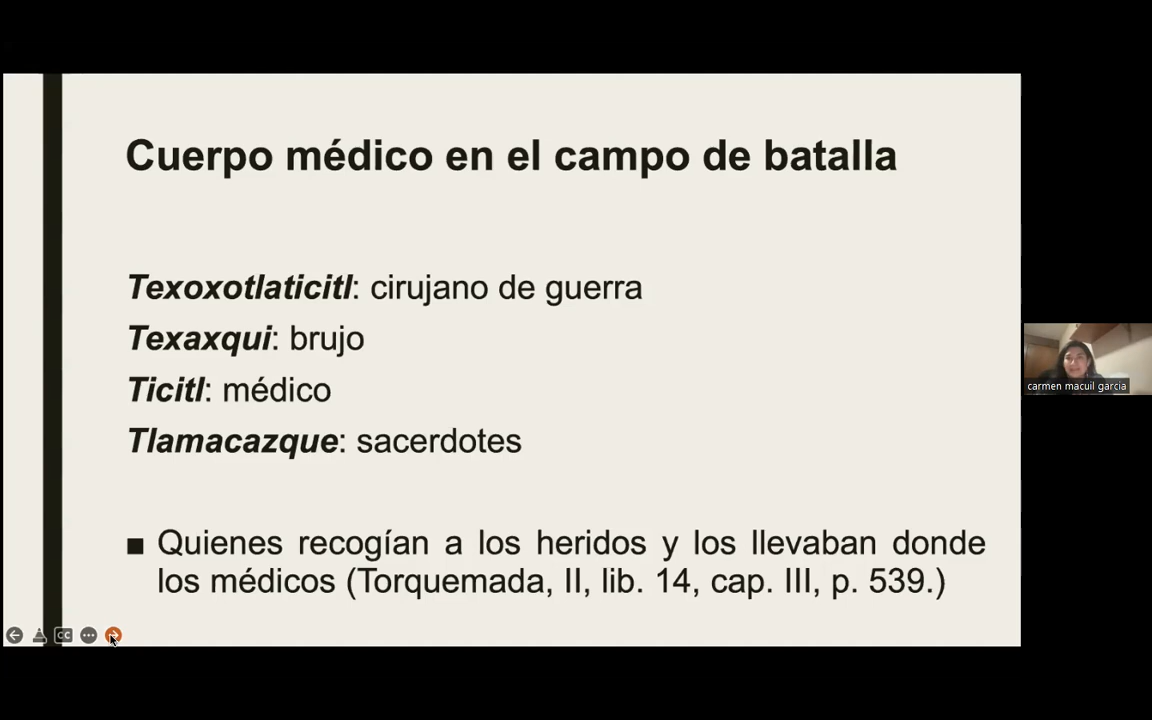 Cuerpo médico en el campo de batalla
Texoxotlaticitl: cirujano de guerra
Texaxqui: brujo
Ticitl: médico
Tlamacazque: sacerdotes
■ Quienes recogían a los heridos y los llevaban donde
los médicos (Torquemada, II, lib. 14, cap. III, p. 539.)
carmen macuil garcia
CC